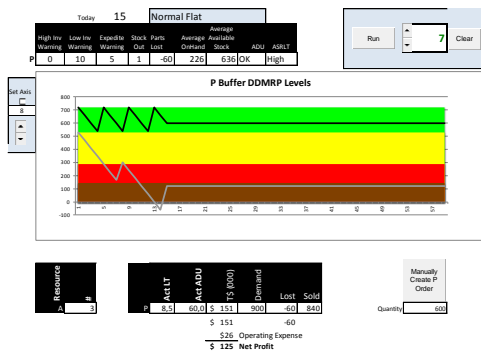 Today 15 Normal Flat
High Inv Warning Low Inv Warning Expedite Warning Stock Out Parts Lost Average OnHand Average Available Stock ADU ASRLT
P 0 10 5 1 -60 226 636 OK High
Run 7 Clear
Set Axis
8
P Buffer DDMRP Levels
800
700
600
500
400
300
200
100
0
-100
1 5 9 13 17 21 25 29 33 37 41 45 49 53 57
Resource #
A 3
Act LT Act ADU T$ (000) Demand Lost Sold
P 8,5 60,0 $ 151 900 -60 840
$ 151 -60
$26 Operating Expense
$ 125 Net Profit
Manually Create P Order
Quantity 600